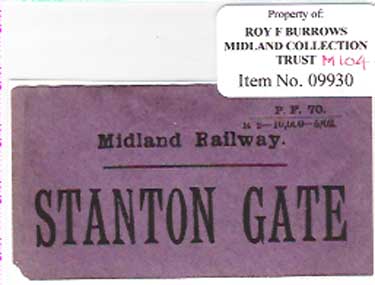 Property of:
ROY F BURROWS
MIDLAND COLLECTION
TRUST M104
Item No. 09930
P. F. 70.
Midland Railway.
STANTON GATE